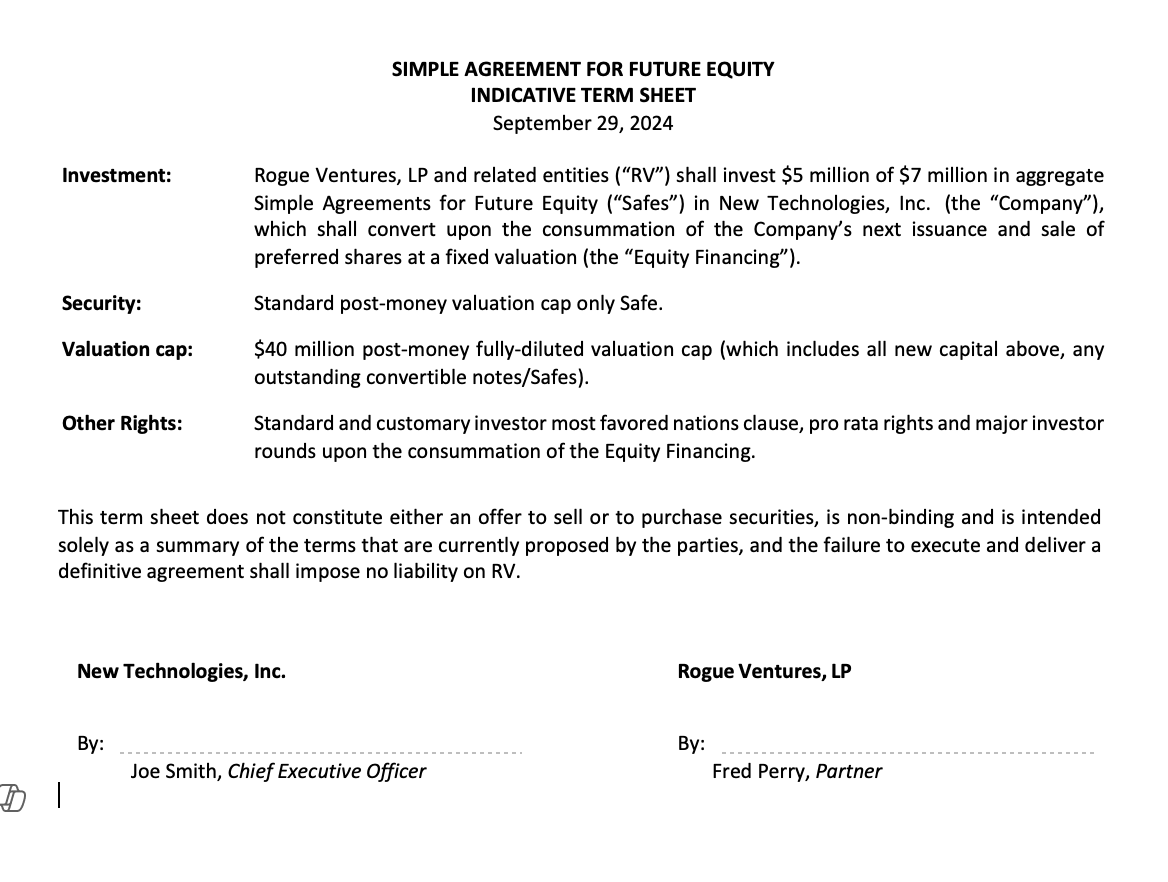 SIMPLE AGREEMENT FOR FUTURE EQUITY
INDICATIVE TERM SHEET
September 29, 2024
Investment: Rogue Ventures, LP and related entities (“RV”) shall invest $5 million of $7 million in aggregate
Simple Agreements for Future Equity (“Safes”) in New Technologies, Inc. (the “Company”),
which shall convert upon the consummation of the Company’s next issuance and sale of
preferred shares at a fixed valuation (the “Equity Financing”).
Security: Standard post-money valuation cap only Safe.
Valuation cap: $40 million post-money fully-diluted valuation cap (which includes all new capital above, any
outstanding convertible notes/Safes).
Other Rights: Standard and customary investor most favored nations clause, pro rata rights and major investor
rounds upon the consummation of the Equity Financing.
This term sheet does not constitute either an offer to sell or to purchase securities, is non-binding and is intended
solely as a summary of the terms that are currently proposed by the parties, and the failure to execute and deliver a
definitive agreement shall impose no liability on RV.
New Technologies, Inc. Rogue Ventures, LP
By: By:
Joe Smith, Chief Executive Officer Fred Perry, Partner